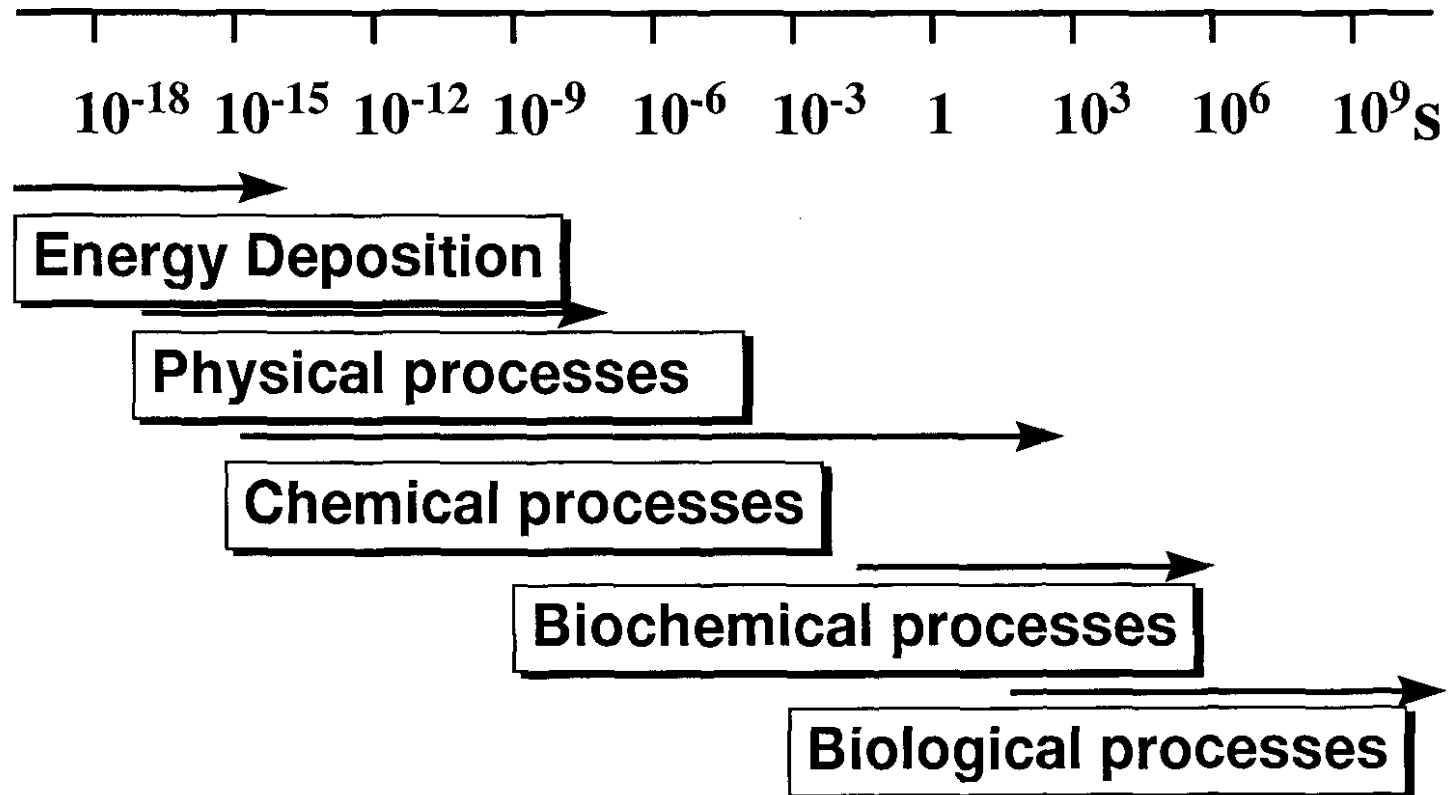 10⁻¹⁸ 10⁻¹⁵ 10⁻¹² 10⁻⁹ 10⁻⁶ 10⁻³ 1 10³ 10⁶ 10⁹s
Energy Deposition
Physical processes
Chemical processes
Biochemical processes
Biological processes